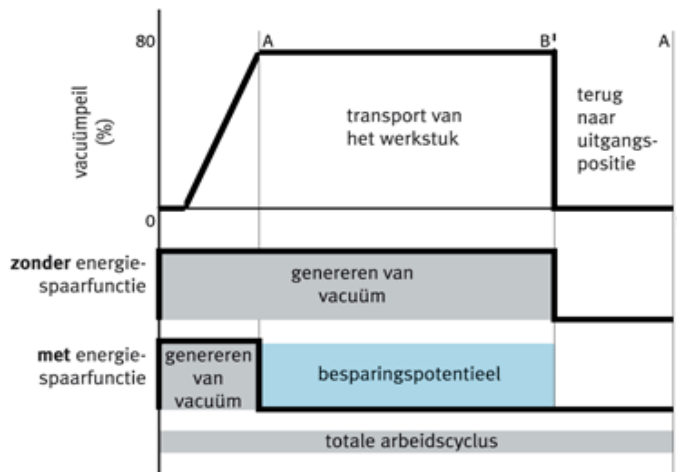 80
A
B'
A
vacuümpeil
(%)
transport van
het werkstuk
terug
naar
uitgangs-
positie
0
zonder energie-
spaarfunctie
genereren van
vacuüm
met energie-
spaarfunctie
genereren
van
vacuüm
besparingspotentieel
totale arbeidscyclus